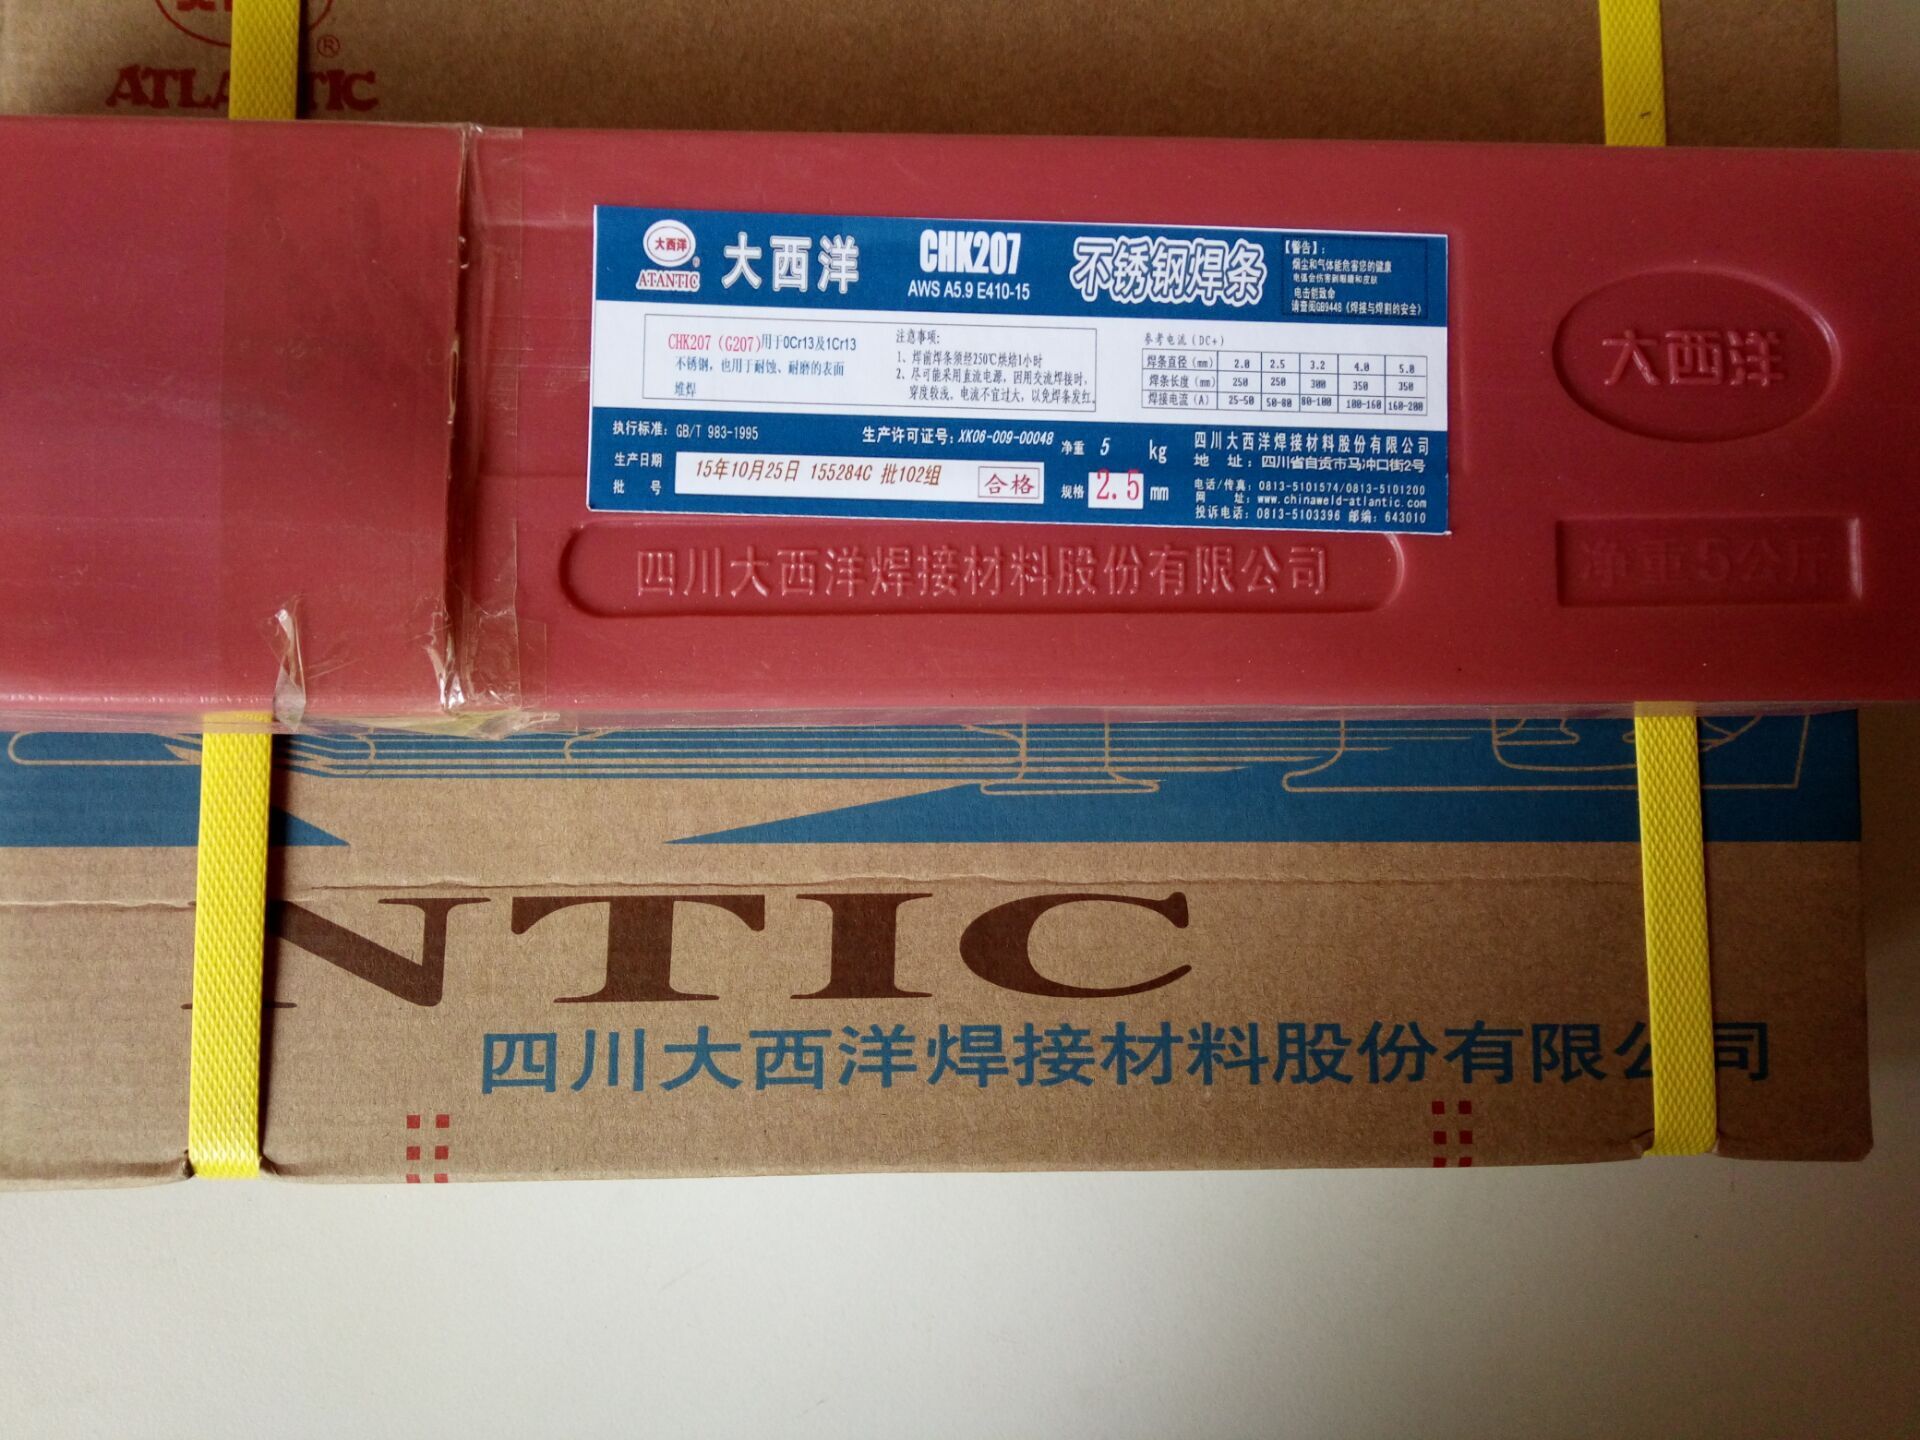 ®
ATLANTIC
大西洋
ATANTIC
®
大西洋
CHK207
AWS A5.9 E410-15
不锈钢焊条
【警告】:
烟尘和气体能危害您的健康
电弧会伤害刺眼睛和皮肤
电击能致命
请查阅GB9448《焊接与焊割的安全》
CHK207 (G207)用于0Cr13及1Cr13
不锈钢，也用于耐蚀、耐磨的表面
堆焊
注意事项:
1、焊前焊条须经250℃烘焙1小时
2、尽可能采用直流电源，因用交流焊接时，
穿度较浅，电流不宜过大，以免焊条发红。
参考电流(DC+)
焊条直径(mm) 2.0 2.5 3.2 4.0 5.0
焊条长度(mm) 250 250 300 350 350
焊接电流(A) 25-50 50-80 80-100 100-160 160-200
执行标准: GB/T 983-1995
生产许可证号: XK06-009-00048
净重 5 kg
生产日期
批 号
15年10月25日 155284C 批102组
合格
规格 2.5 mm
四川大西洋焊接材料股份有限公司
地 址: 四川省自贡市马冲口街2号
电话/传真: 0813-5101574/0813-5101200
网 址: www.chinaweld-atlantic.com
投诉电话: 0813-5103396 邮编: 643010
大西洋
四川大西洋焊接材料股份有限公司
净重5公斤
NTIC
四川大西洋焊接材料股份有限公司